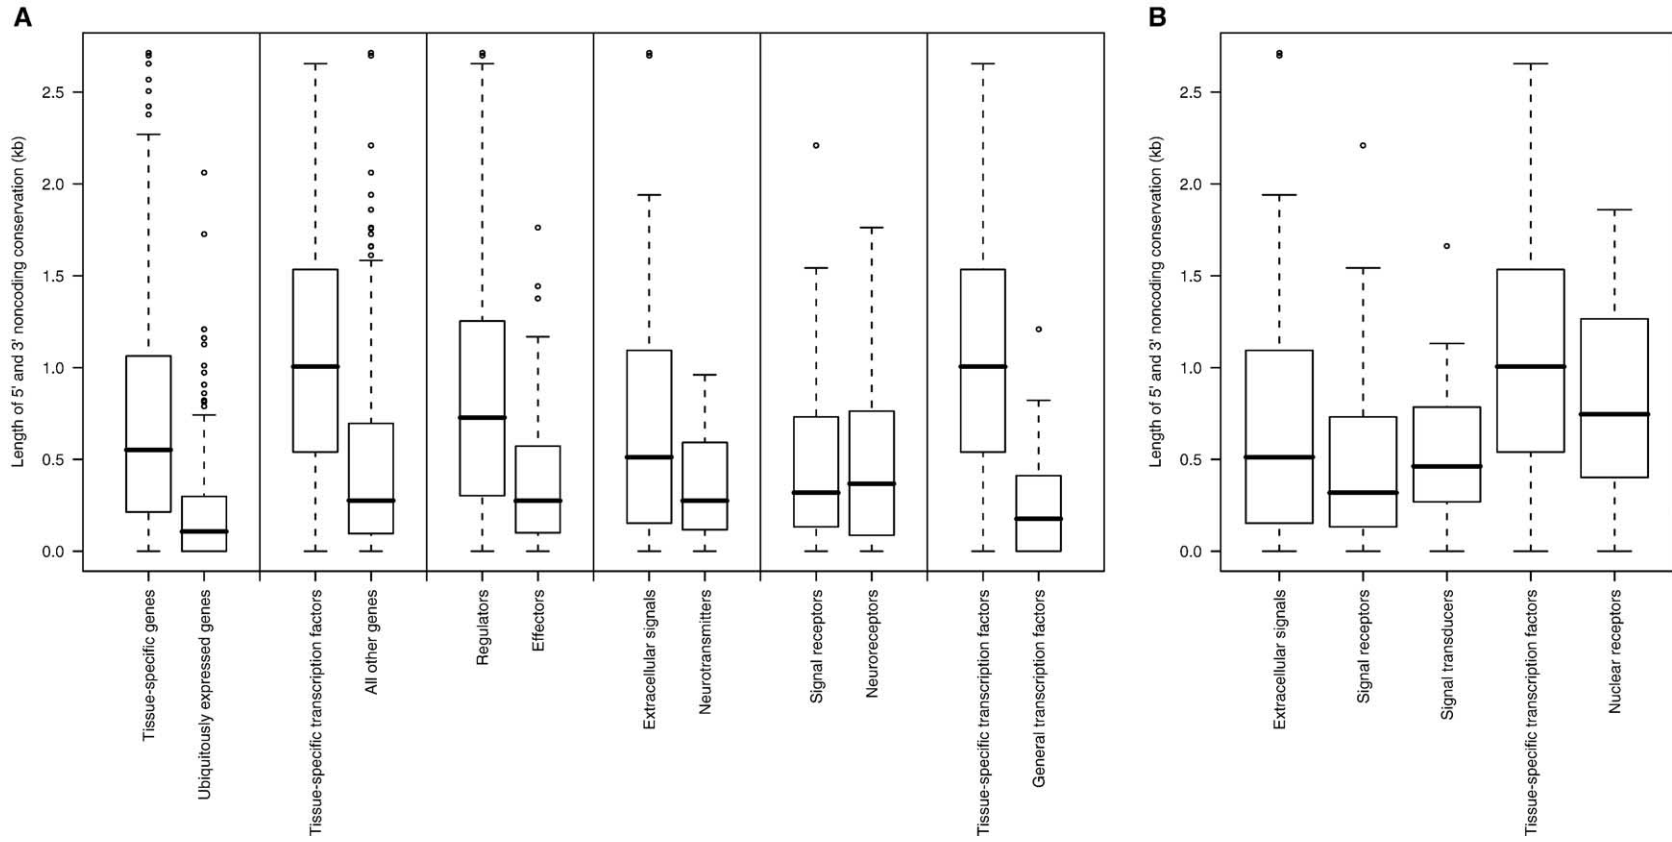 A
Length of 5' and 3' noncoding conservation (kb)
2.5
2.0
1.5
1.0
0.5
0.0
Tissue-specific genes
Ubiquitously expressed genes
Tissue-specific transcription factors
All other genes
Regulators
Effectors
Extracellular signals
Neurotransmitters
Signal receptors
Neuroreceptors
Tissue-specific transcription factors
General transcription factors
B
Length of 5' and 3' noncoding conservation (kb)
2.5
2.0
1.5
1.0
0.5
0.0
Extracellular signals
Signal receptors
Signal transducers
Tissue-specific transcription factors
Nuclear receptors